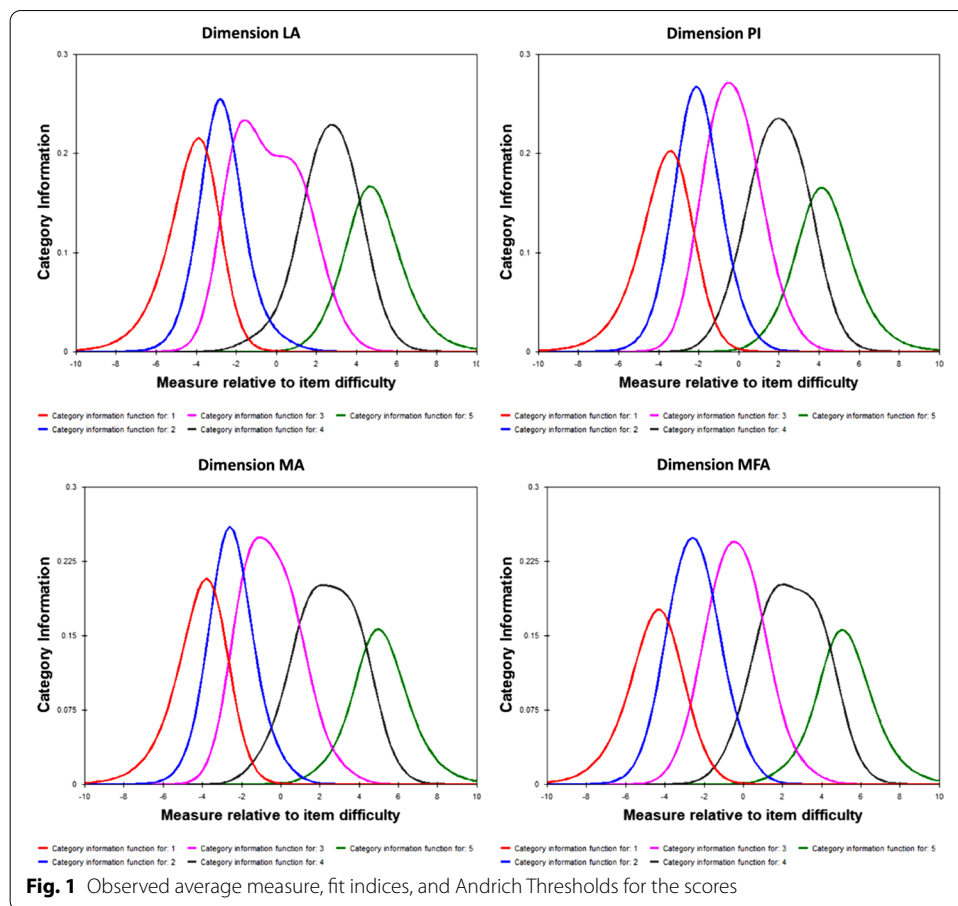 Dimension LA
0.3
0.2
0.1
0
Category Information
-10 -8 -6 -4 -2 0 2 4 6 8 10
Measure relative to item difficulty
Category information function for: 1 Category information function for: 3 Category information function for: 5
Category information function for: 2 Category information function for: 4
Dimension PI
0.3
0.2
0.1
0
Category Information
-10 -8 -6 -4 -2 0 2 4 6 8 10
Measure relative to item difficulty
Category information function for: 1 Category information function for: 3 Category information function for: 5
Category information function for: 2 Category information function for: 4
Dimension MA
0.3
0.225
0.15
0.075
0
Category Information
-10 -8 -6 -4 -2 0 2 4 6 8 10
Measure relative to item difficulty
Category information function for: 1 Category information function for: 3 Category information function for: 5
Category information function for: 2 Category information function for: 4
Dimension MFA
0.3
0.225
0.15
0.075
0
Category Information
-10 -8 -6 -4 -2 0 2 4 6 8 10
Measure relative to item difficulty
Category information function for: 1 Category information function for: 3 Category information function for: 5
Category information function for: 2 Category information function for: 4
Fig. 1 Observed average measure, fit indices, and Andrich Thresholds for the scores